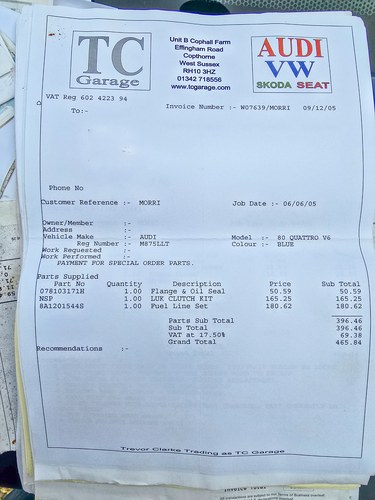 TC
Garage
Unit B Cophall Farm
Effingham Road
Copthorne
West Sussex
RH10 3HZ
01342 718556
www.tcgarage.com
AUDI
VW
SKODA SEAT
VAT Reg 602 4223 94
Invoice Number :- W07639/MORRI 09/12/05
To:-
Phone No
Customer Reference :- MORRI Job Date :- 06/06/05
Owner/Member :-
Address :-
Vehicle Make :- AUDI Model :- 80 QUATTRO V6
Reg Number :- M875LLT Colour :- BLUE
Work Requested :-
Work Performed :-
PAYMENT FOR SPECIAL ORDER PARTS.
Parts Supplied
Part No Quantity Description Price Sub Total
078103171H 1.00 Flange & Oil Seal 50.59 50.59
NSP 1.00 LUK CLUTCH KIT 165.25 165.25
8A1201544S 1.00 Fuel Line Set 180.62 180.62
Parts Sub Total 396.46
Sub Total 396.46
VAT at 17.50% 69.38
Grand Total 465.84
Recommendations :-
Trevor Clarke Trading as TC Garage